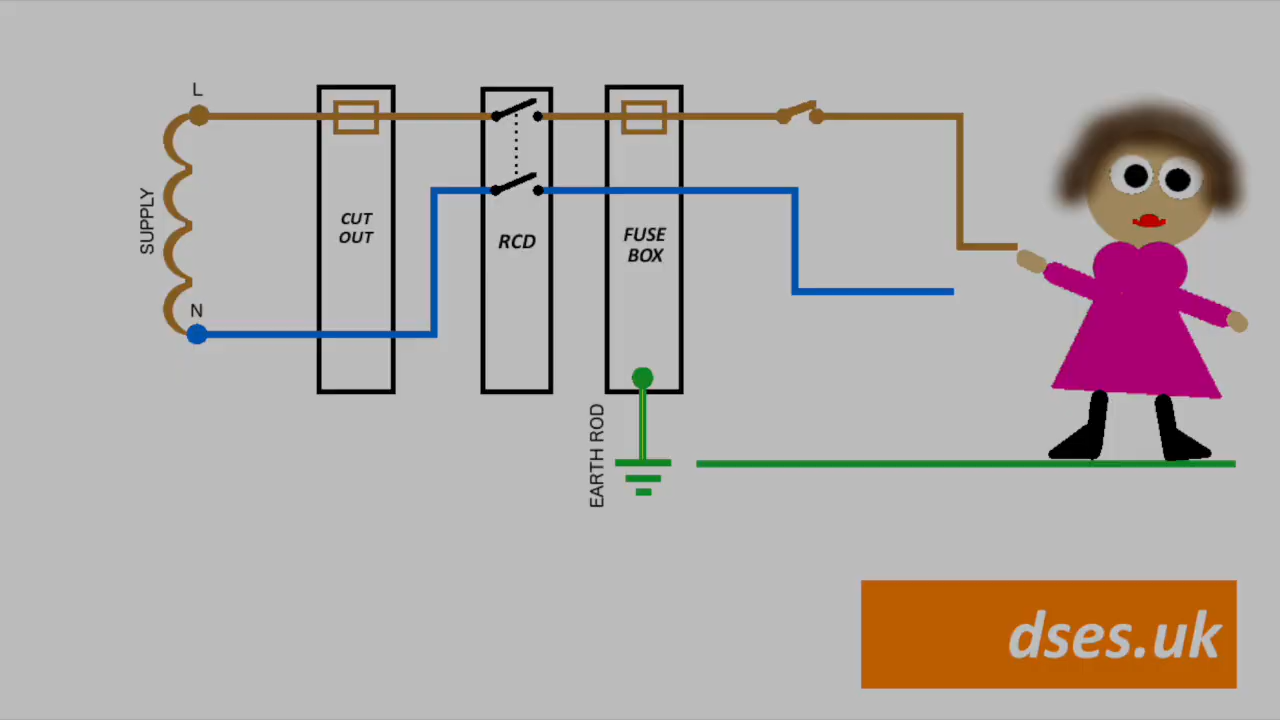 L
SUPPLY
N
CUT
OUT
RCD
FUSE
BOX
EARTH ROD
dses.uk